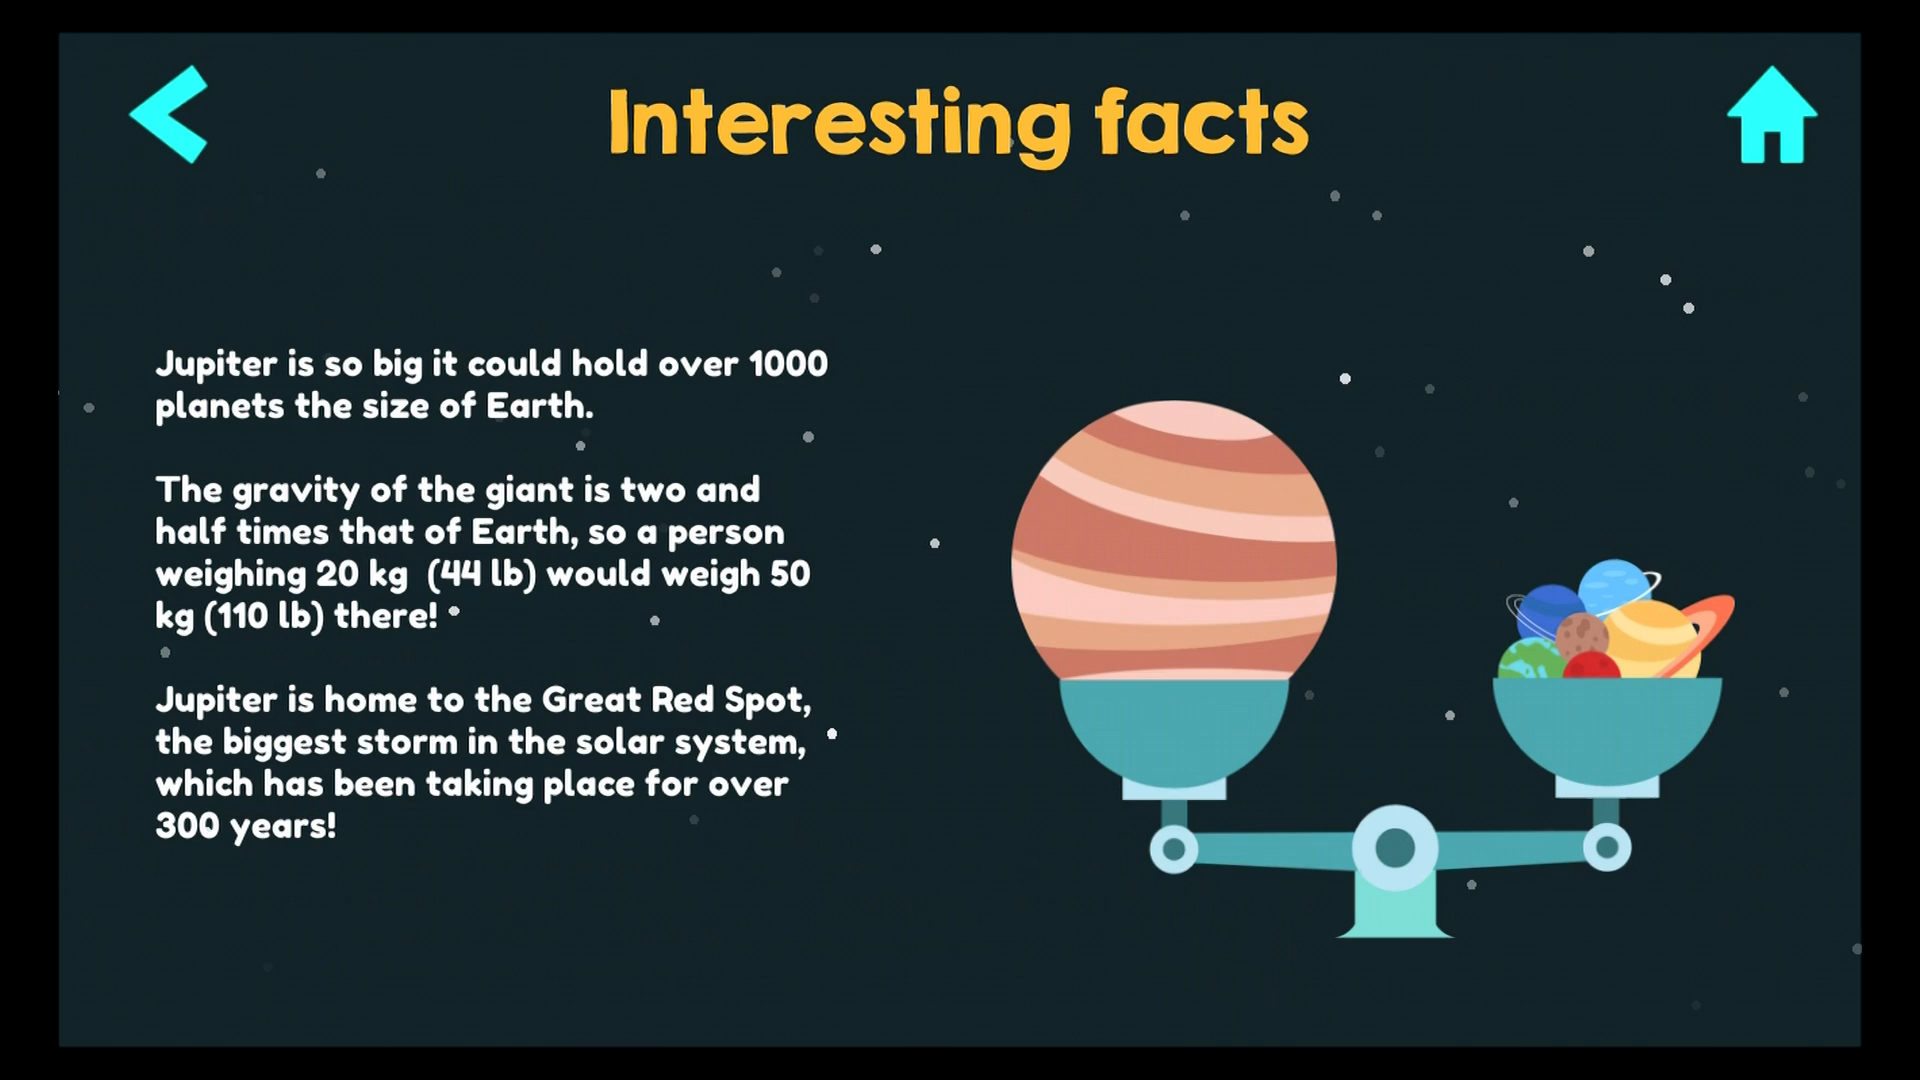 Interesting facts
Jupiter is so big it could hold over 1000
planets the size of Earth.
The gravity of the giant is two and
half times that of Earth, so a person
weighing 20 kg  (44 lb) would weigh 50
kg (110 lb) there!
Jupiter is home to the Great Red Spot,
the biggest storm in the solar system,
which has been taking place for over
300 years!